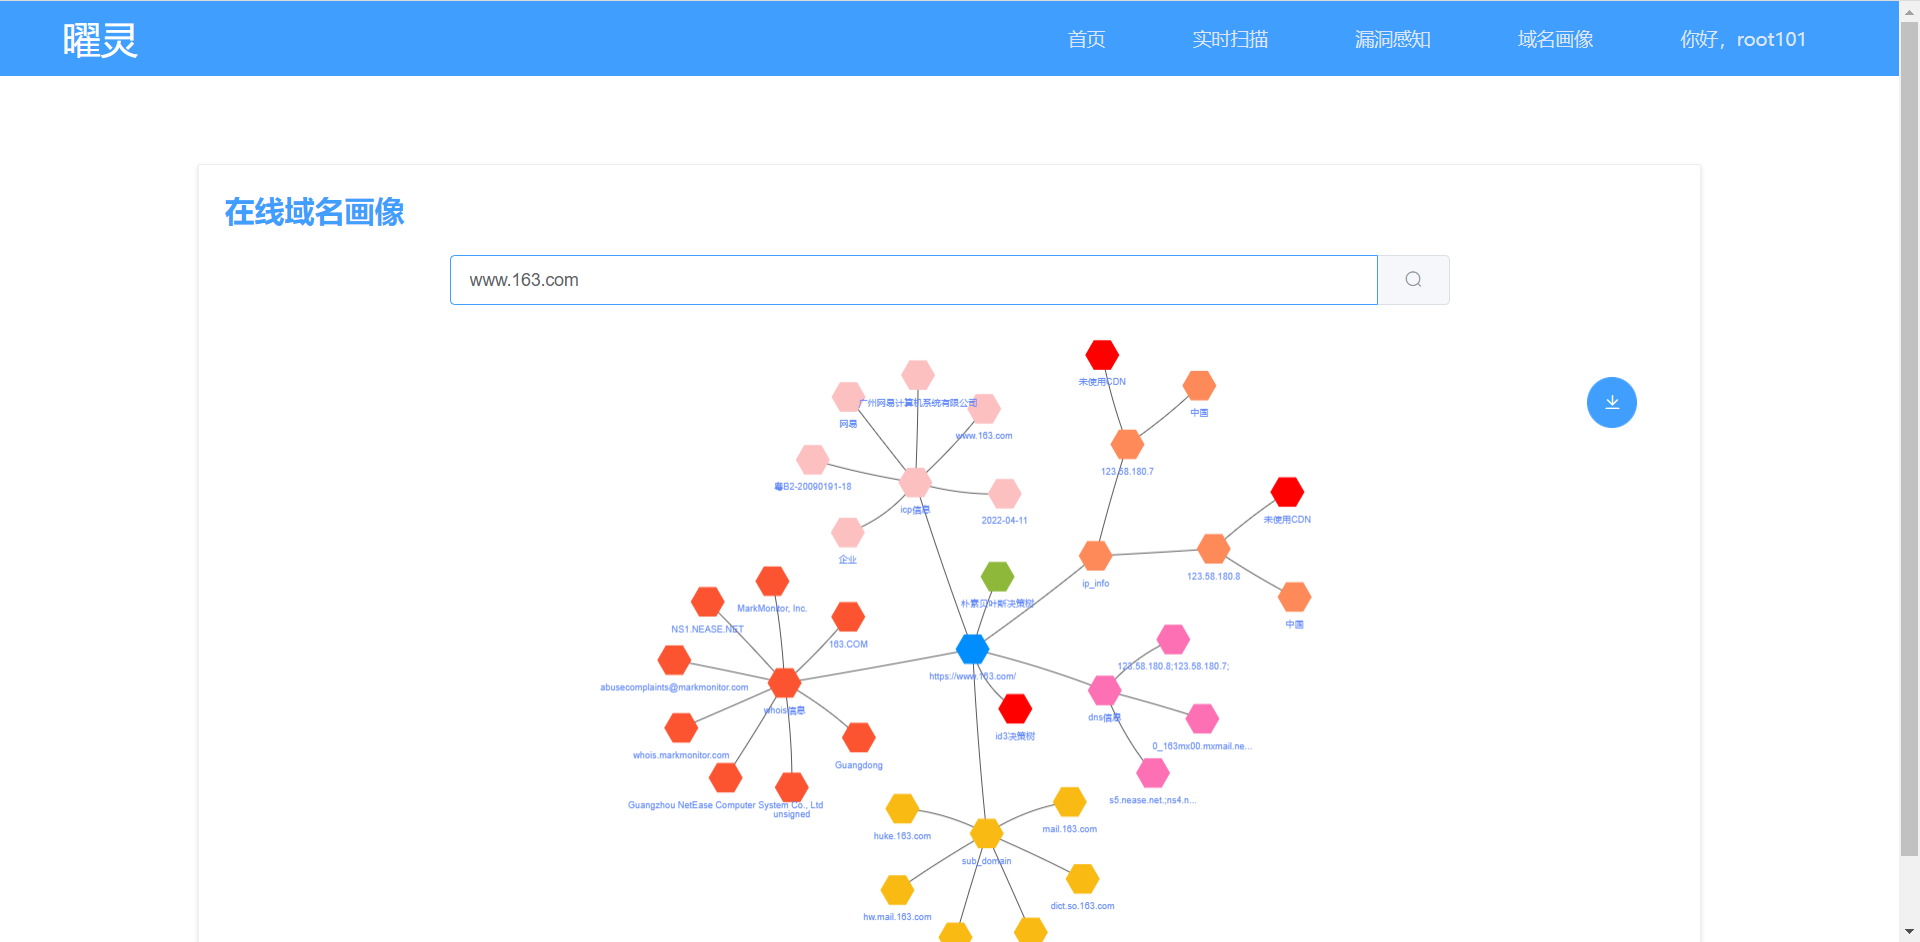 曜灵
首页
实时扫描
漏洞感知
域名画像
你好，root101
在线域名画像
www.163.com
未使用CDN
广州网易计算机系统有限公司
中国
网易
www.163.com
123.58.180.7
粤B2-20090191-18
icp信息
2022-04-11
未使用CDN
企业
123.58.180.8
ip_info
朴素贝叶斯决策树
MarkMonitor, Inc.
NS1.NEASE.NET
中国
163.COM
123.58.180.8;123.58.180.7;
https://www.163.com/
abusecomplaints@markmonitor.com
whois信息
dns信息
id3决策树
0_163mx00.mxmail.ne...
whois.markmonitor.com
Guangdong
s5.nease.net.;ns4.n...
Guangzhou NetEase Computer System Co., Ltd
unsigned
mail.163.com
huke.163.com
sub_domain
dict.so.163.com
hw.mail.163.com